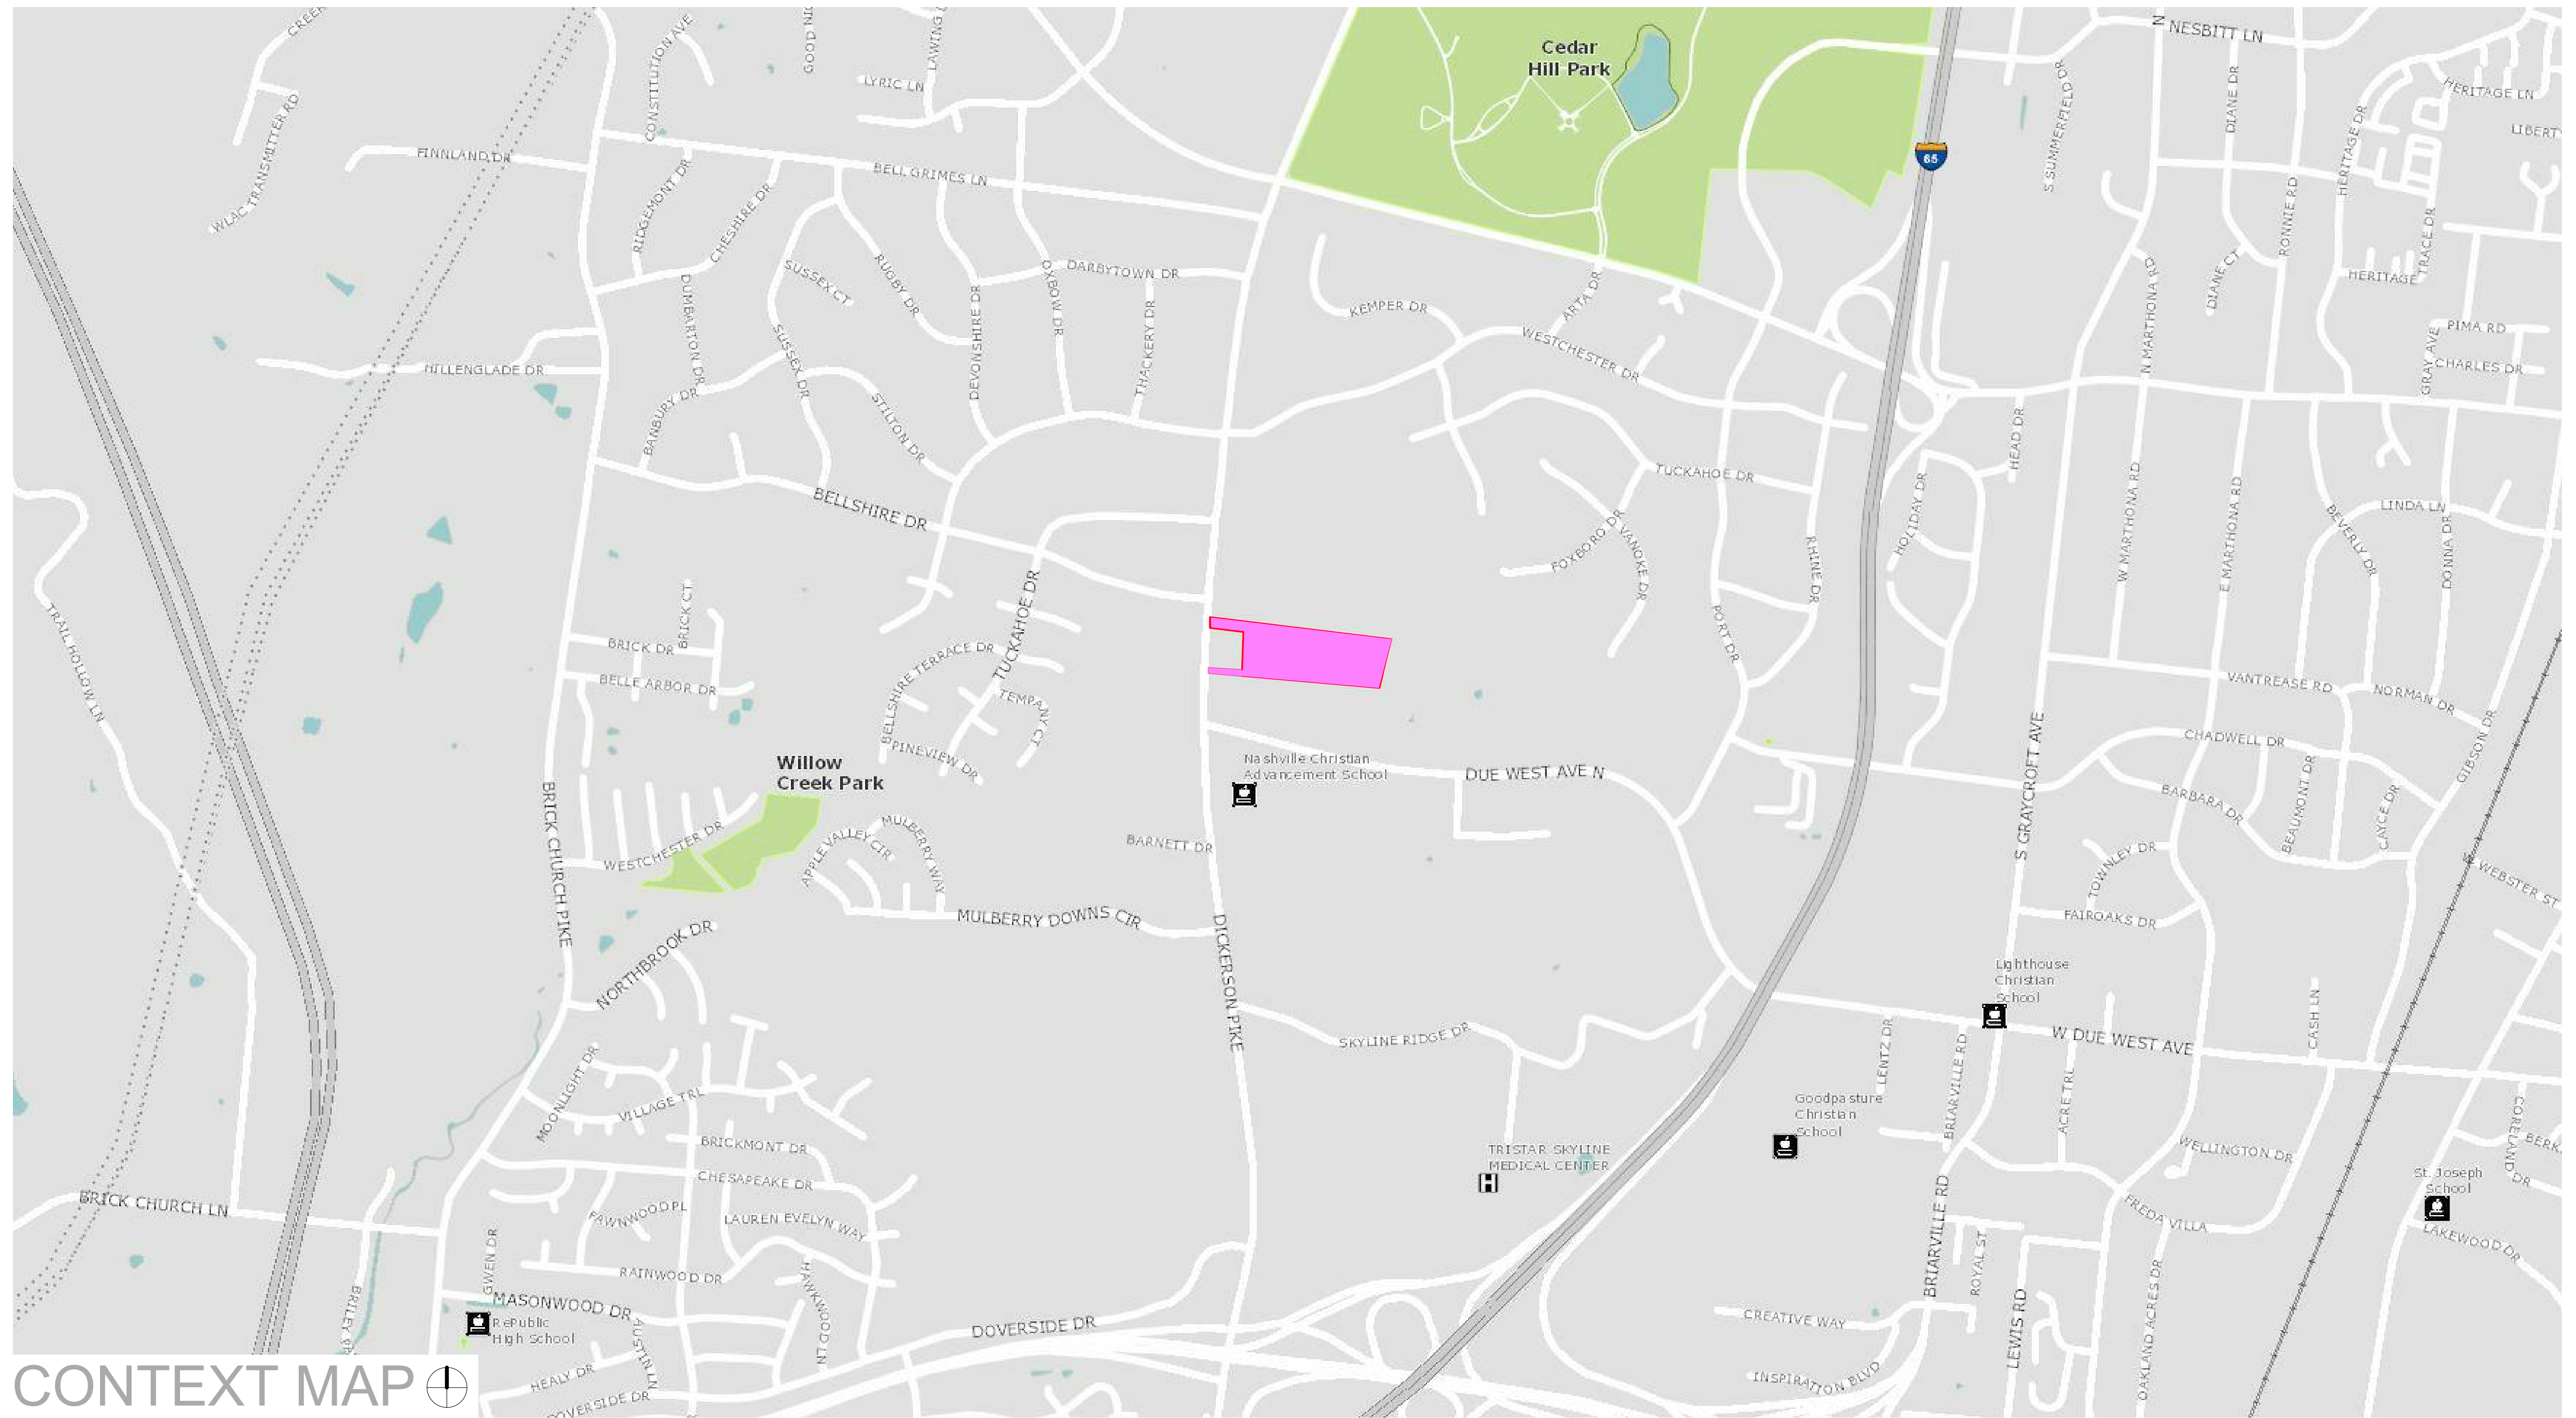 CREEK
CONSTITUTION AVE
LAWING L
N
NESBITT LN
Cedar
Hill Park
LYRIC LN
HERITAGE LN
WLAC TRANSMITTER RD
S SUMMERFIELD DR
DIANE DR
HERITAGE DR
LIBERT
65
FINNLAND DR
BELL GRIMES LN
RIDGEMONT DR
CHESHIRE DR
RONNIE RD
TRACE DR
SUSSEX CT
RUGBY DR
OXBOW DR
DARBYTOWN DR
DIANE CT
HERITAGE
DUMBARTON DR
DEVONSHIRE DR
THACKERY DR
KEMPER DR
ARTA DR
N MARTHONA RD
PIMA RD
SUSSEX DR
WESTCHESTER DR
GRAY AVE
CHARLES DR
HILLENGLADE DR
BANBURY DR
STILTON DR
HEAD DR
BELLSHIRE DR
TUCKAHOE DR
HOLIDAY DR
W MARTHONA RD
E MARTHONA RD
BEVERLY DR
LINDA LN
DONNA DR
FOXBORO DR
VANOKE DR
RHINE DR
TRAIL HOLLOW LN
BRICK DR
BRICK CT
TUCKAHOE DR
BELLSHIRE TERRACE DR
PORT DR
BELLE ARBOR DR
TEMPANY CT
VANTREASE RD
NORMAN DR
GIBSON DR
PINEVIEW DR
CHADWELL DR
Willow
Creek Park
Nashville Christian
Advancement School
DUE WEST AVE N
S GRAYCROFT AVE
BARBARA DR
BEAUMONT DR
CAYCE DR
BRICK CHURCH PIKE
WESTCHESTER DR
APPLE VALLEY CIR
MULBERRY WAY
BARNETT DR
TOWNLEY DR
WEBSTER ST
MULBERRY DOWNS CIR
FAIROAKS DR
NORTHBROOK DR
DICKERSON PIKE
Lighthouse
Christian
School
CASH LN
SKYLINE RIDGE DR
W DUE WEST AVE
MOONLIGHT DR
VILLAGE TRL
LENTZ DR
BRIARVILLE RD
ACRE TRL
Goodpasture
Christian
School
CORELAND DR
BERK
BRICKMONT DR
TRISTAR SKYLINE
MEDICAL CENTER
H
WELLINGTON DR
CHESAPEAKE DR
St. Joseph
School
BRICK CHURCH LN
FAWNWOOD PL
LAUREN EVELYN WAY
BRIARVILLE RD
FREDA VILLA
LAKEWOOD DR
GWEN DR
RAINWOOD DR
HAWKWOOD LN
ROYAL ST
OAKLAND ACRES DR
MASONWOOD DR
RePublic
High School
AUSTIN LN
DOVERSIDE DR
CREATIVE WAY
LEWIS RD
HEALY DR
INSPIRATION BLVD
OVERSIDE DR
CONTEXT MAP